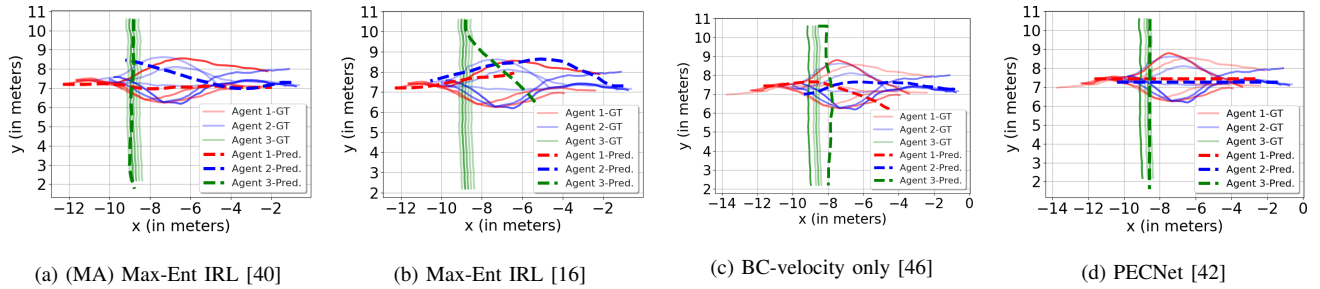 11
10
9
8
7
6
5
4
3
2
y (in meters)
−12 −10 −8 −6 −4 −2
x (in meters)
Agent 1-GT
Agent 2-GT
Agent 3-GT
Agent 1-Pred.
Agent 2-Pred.
Agent 3-Pred.
(a) (MA) Max-Ent IRL [40]
11
10
9
8
7
6
5
4
3
2
y (in meters)
−12 −10 −8 −6 −4 −2
x (in meters)
Agent 1-GT
Agent 2-GT
Agent 3-GT
Agent 1-Pred.
Agent 2-Pred.
Agent 3-Pred.
(b) Max-Ent IRL [16]
11
10
9
8
7
6
5
4
3
2
y (in meters)
−14 −12 −10 −8 −6 −4 −2 0
x (in meters)
Agent 1-GT
Agent 2-GT
Agent 3-GT
Agent 1-Pred.
Agent 2-Pred.
Agent 3-Pred.
(c) BC-velocity only [46]
11
10
9
8
7
6
5
4
3
2
y (in meters)
−14 −12 −10 −8 −6 −4 −2 0
x (in meters)
Agent 1-GT
Agent 2-GT
Agent 3-GT
Agent 1-Pred.
Agent 2-Pred.
Agent 3-Pred.
(d) PECNet [42]